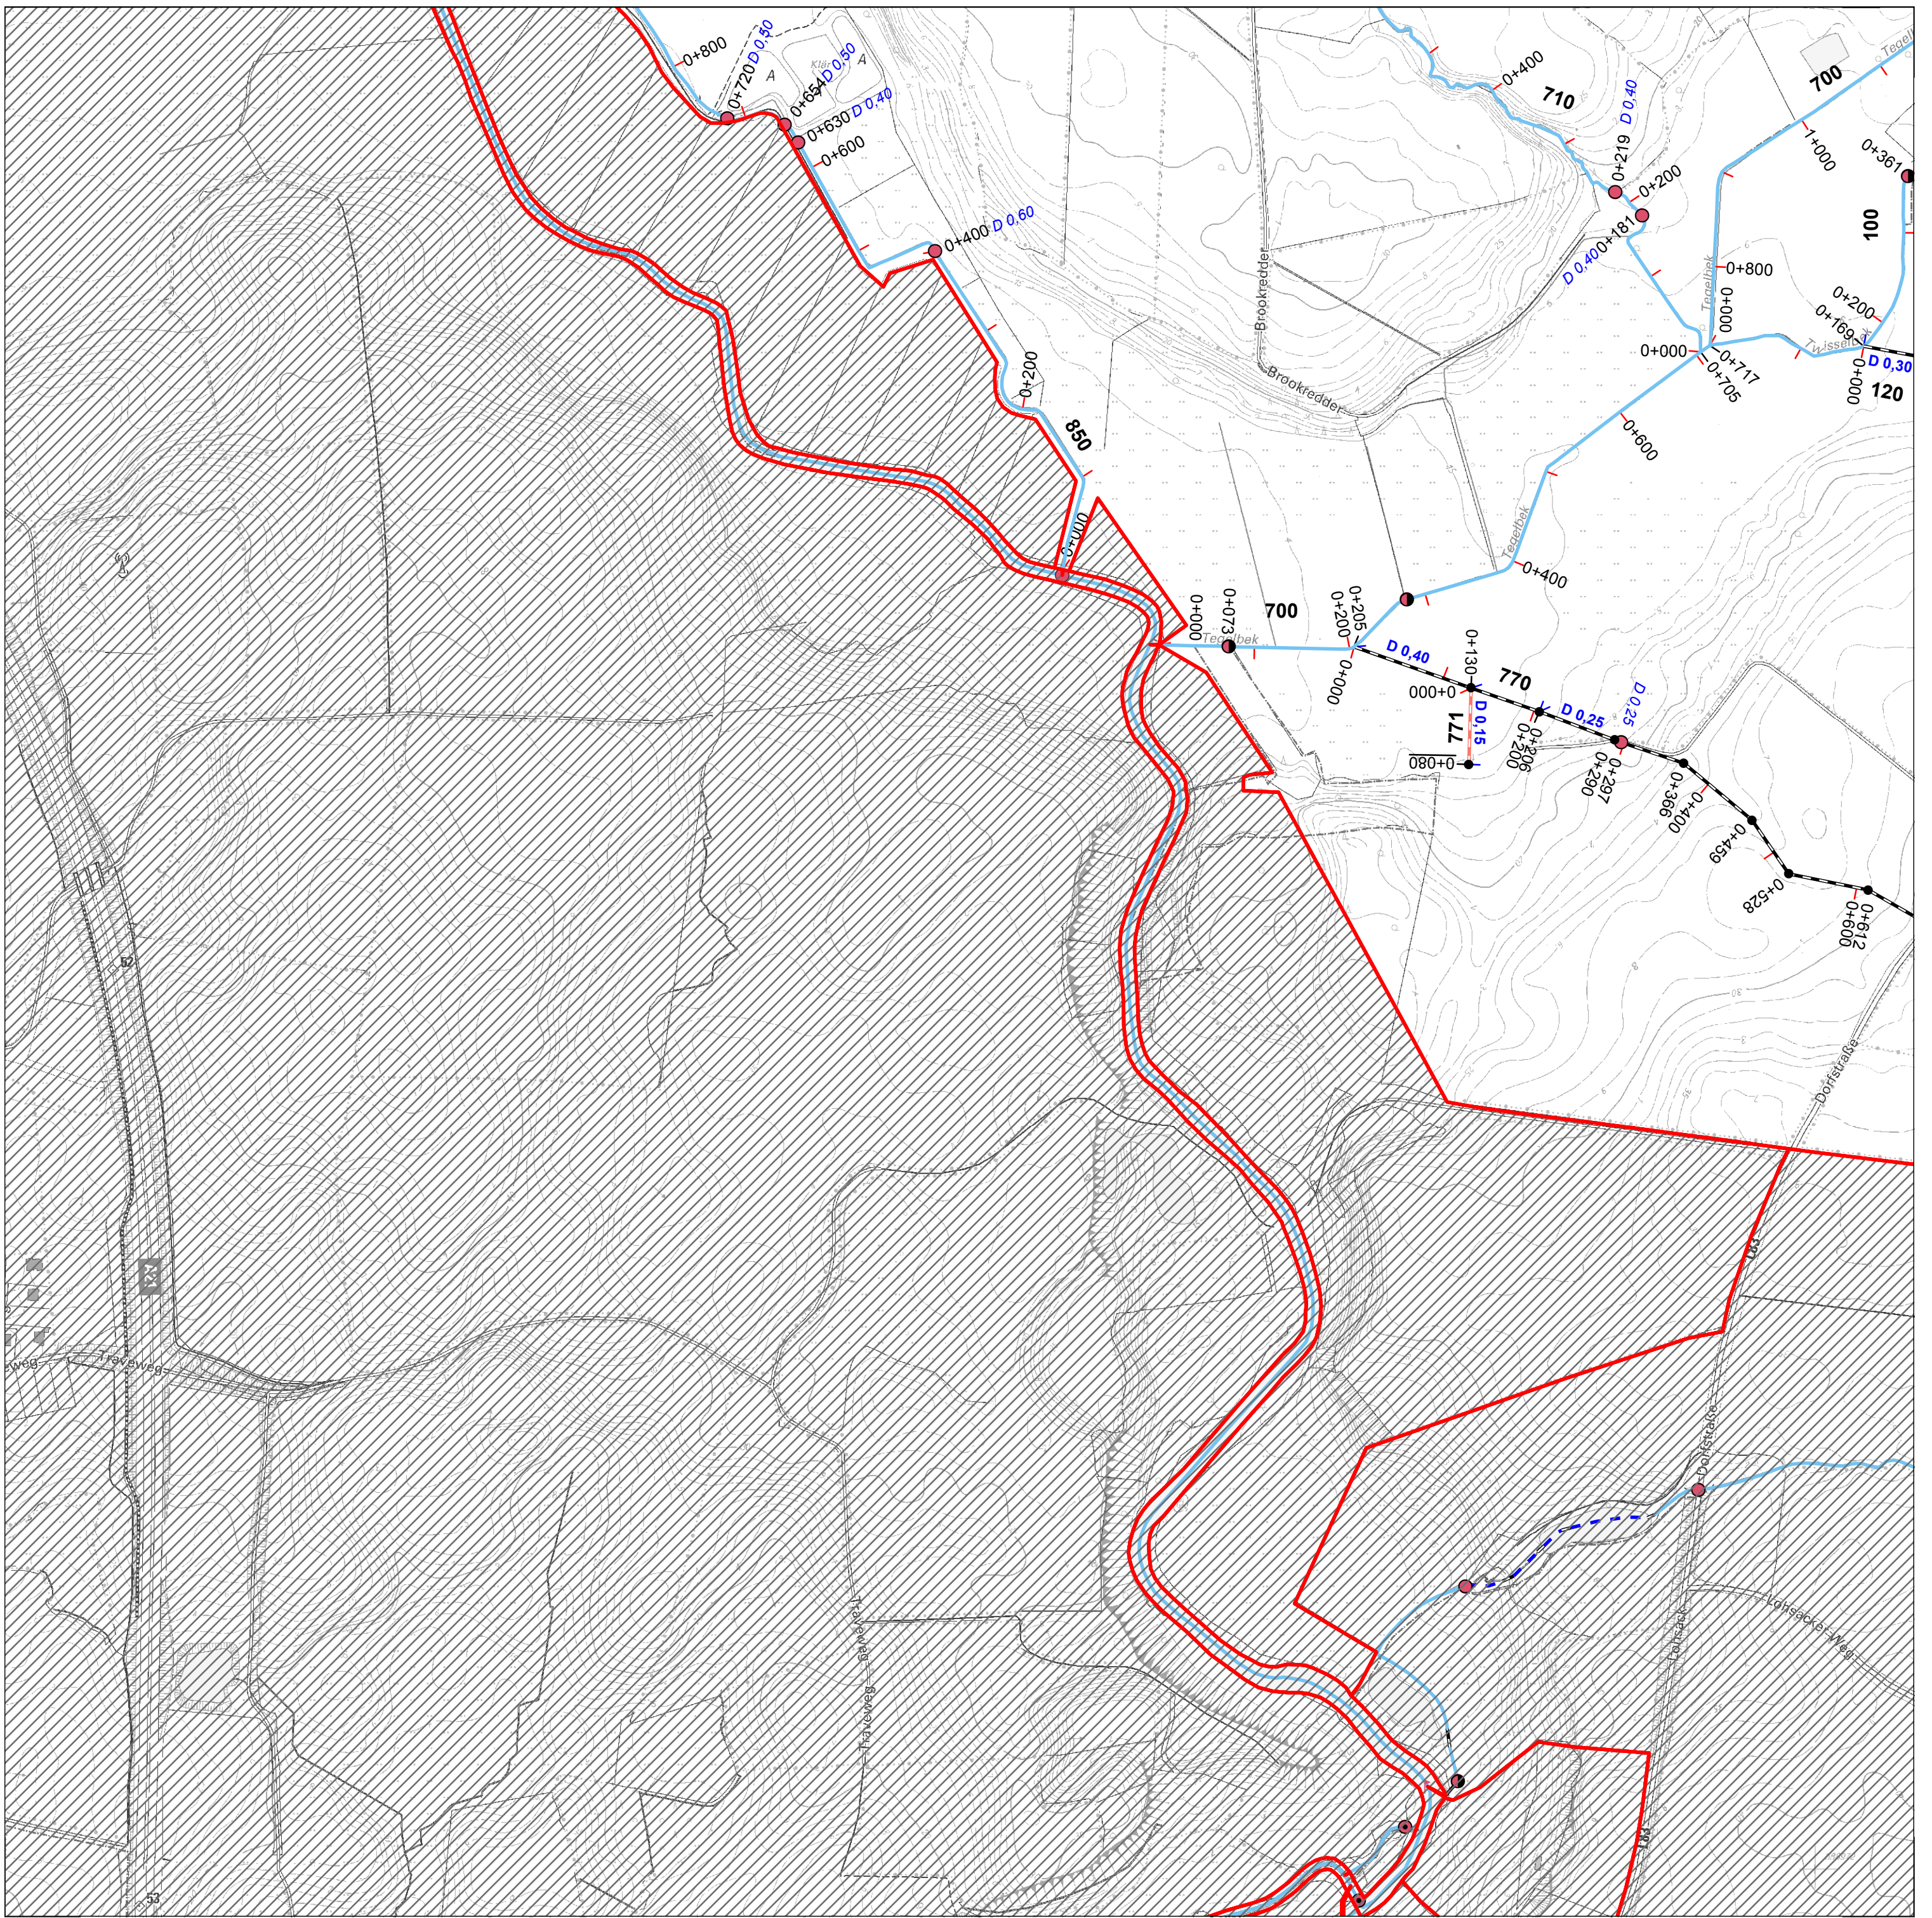 0+800
0+720
D 0,50
A
Klär
A
0+654
D 0,50
0+630
D 0,40
0+600
0+400
D 0,60
0+200
850
0+000
0+400
710
D 0,40
0+219
0+200
0+181
D 0,40
700
1+000
0+361
100
Tegelbek
0+800
0+000
0+200
0+169
0+000
D 0,30
120
0+000
0+717
0+705
0+600
Brookredder
Brookredder
Tegelbek
0+400
0+000
0+073
700
Tegelbek
0+205
0+200
0+000
D 0,40
0+130
770
0+000
771
D 0,15
0+080
D 0,25
D 0,25
0+206
0+200
0+297
0+290
0+366
0+400
0+459
0+528
0+612
0+600
52
Dorfstraße
L83
A21
Traveweg
Dorfstraße
Lohsack
Lohsacker Weg
Traveweg
Traveweg
L83
53